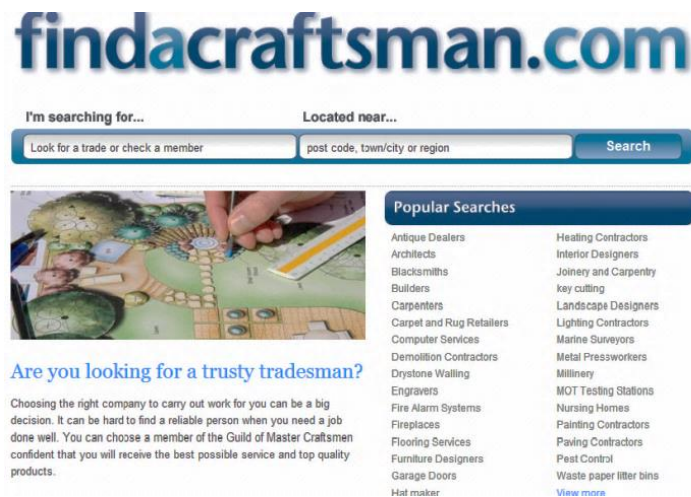 findacraftsman.com
I'm searching for...
Located near...
Look for a trade or check a member
post code, town/city or region
Search
Popular Searches
Antique Dealers
Architects
Blacksmiths
Builders
Carpenters
Carpet and Rug Retailers
Computer Services
Demolition Contractors
Drystone Walling
Engravers
Fire Alarm Systems
Fireplaces
Flooring Services
Furniture Designers
Garage Doors
Hat maker
Heating Contractors
Interior Designers
Joinery and Carpentry
key cutting
Landscape Designers
Lighting Contractors
Marine Surveyors
Metal Pressworkers
Millinery
MOT Testing Stations
Nursing Homes
Painting Contractors
Paving Contractors
Pest Control
Waste paper litter bins
View more
Are you looking for a trusty tradesman?
Choosing the right company to carry out work for you can be a big
decision. It can be hard to find a reliable person when you need a job
done well. You can choose a member of the Guild of Master Craftsmen
confident that you will receive the best possible service and top quality
products.